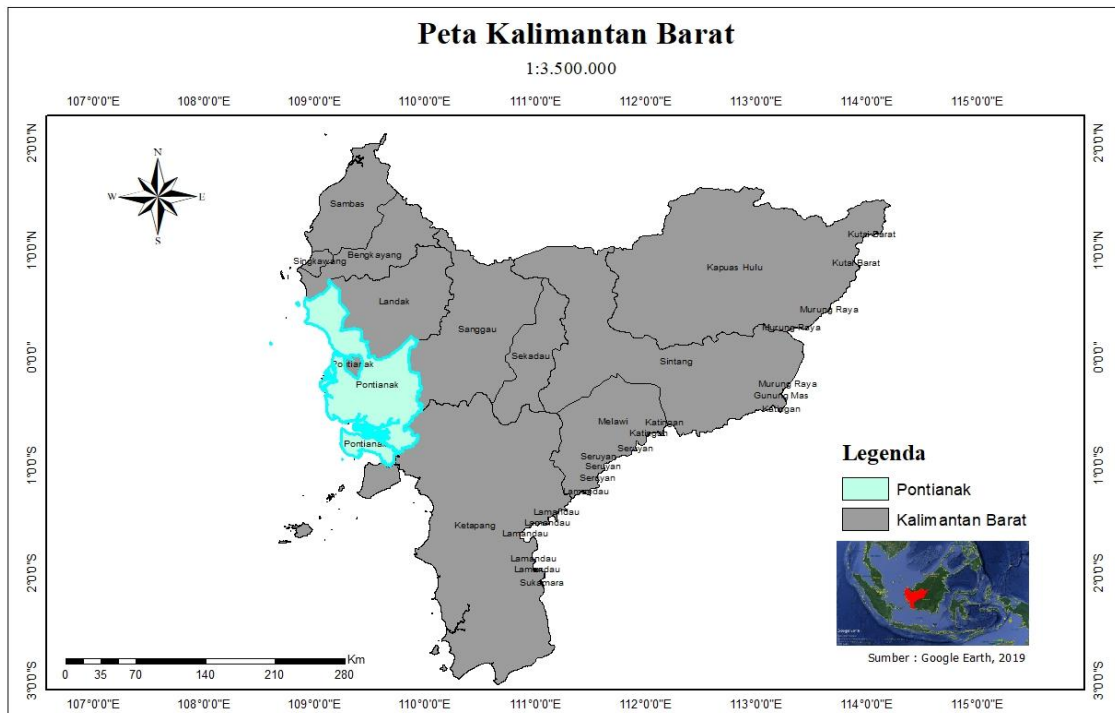 Peta Kalimantan Barat
1:3.500.000
107°0'0"E 108°0'0"E 109°0'0"E 110°0'0"E 111°0'0"E 112°0'0"E 113°0'0"E 114°0'0"E 115°0'0"E
2°0'0"N 2°0'0"N
N
W E
S
Sambas
Kutai Barat
1°0'0"N 1°0'0"N
Bengkayang
Singkawang
Kapuas Hulu
Kutai Barat
Landak
Murung Raya
Sanggau
Murung Raya
0°0'0" 0°0'0"
Sekadau
Sintang
Pontianak
Pontianak
Murung Raya
Gunung Mas
Katingan
Melawi
Katingan
Katingan
Pontiana
Seruyan
Seruyan
Seruyan
Seruyan
1°0'0"S 1°0'0"S
Lamandau
Lamandau
Lamandau
Ketapang
Lamandau
Lamandau
Lamandau
Sukamara
2°0'0"S 2°0'0"S
Legenda
Pontianak
Kalimantan Barat
Sumber : Google Earth, 2019
Km
0 35 70 140 210 280
3°0'0"S 3°0'0"S
107°0'0"E 108°0'0"E 109°0'0"E 110°0'0"E 111°0'0"E 112°0'0"E 113°0'0"E 114°0'0"E 115°0'0"E